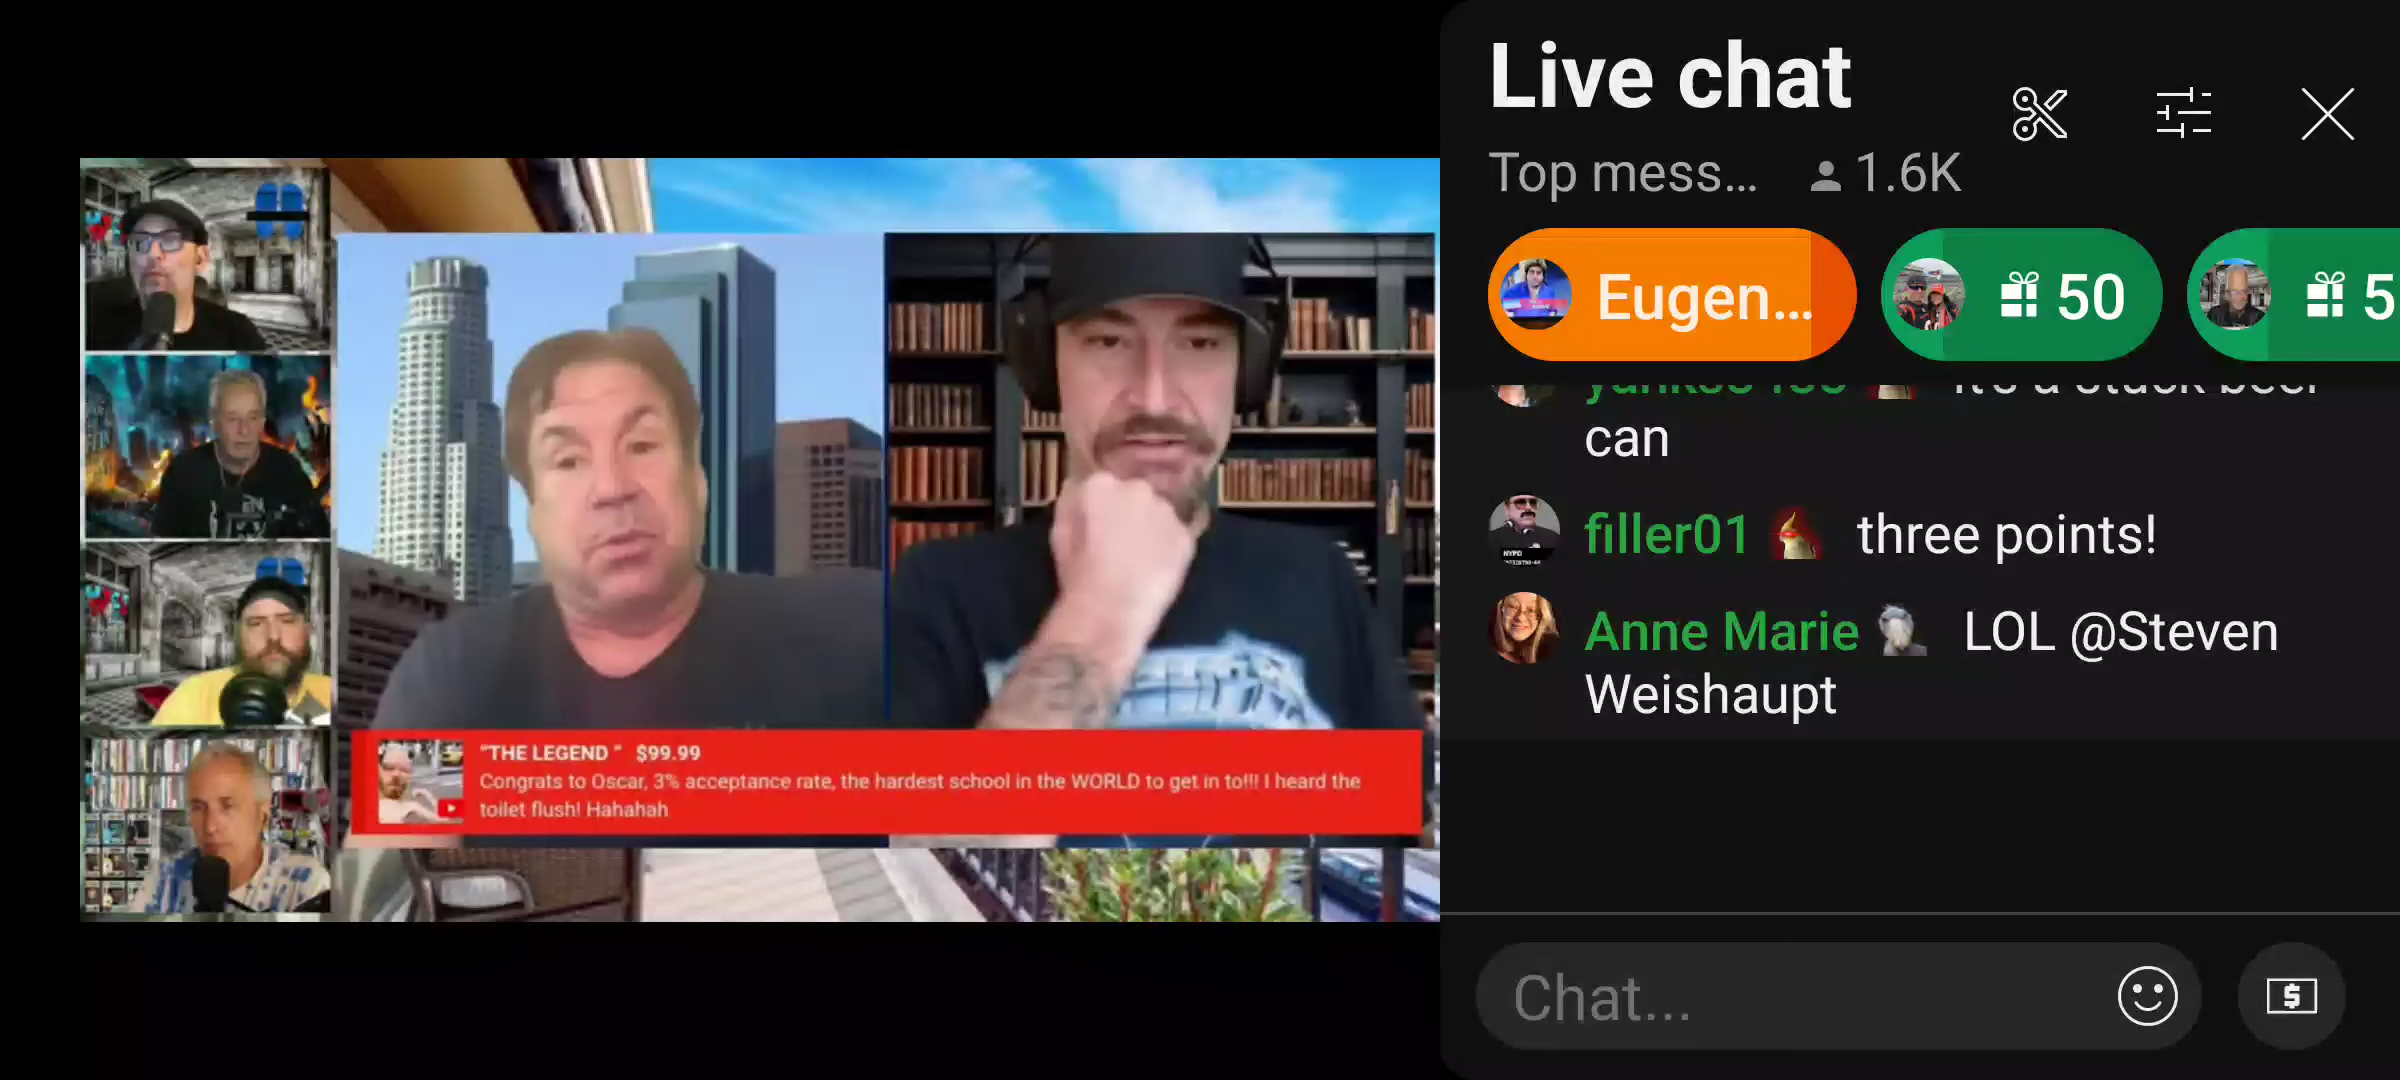 Live chat
Top mess... 1.6K
Eugen... 50 5
can
filler01 three points!
Anne Marie LOL @Steven
Weishaupt
"THE LEGEND " $99.99
Congrats to Oscar, 3% acceptance rate, the hardest school in the WORLD to get in to!!! I heard the
toilet flush! Hahahah
Chat...